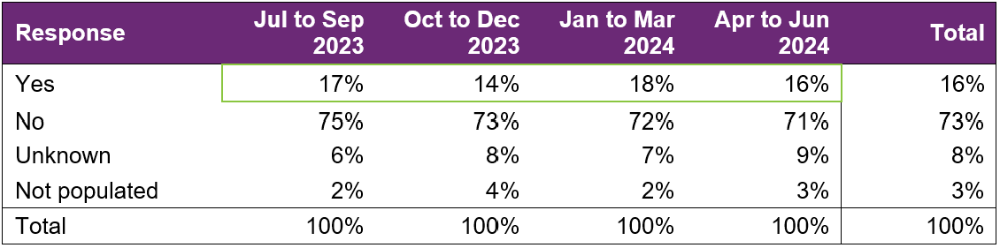 Response Jul to Sep 2023 Oct to Dec 2023 Jan to Mar 2024 Apr to Jun 2024 Total
Yes 17% 14% 18% 16% 16%
No 75% 73% 72% 71% 73%
Unknown 6% 8% 7% 9% 8%
Not populated 2% 4% 2% 3% 3%
Total 100% 100% 100% 100% 100%